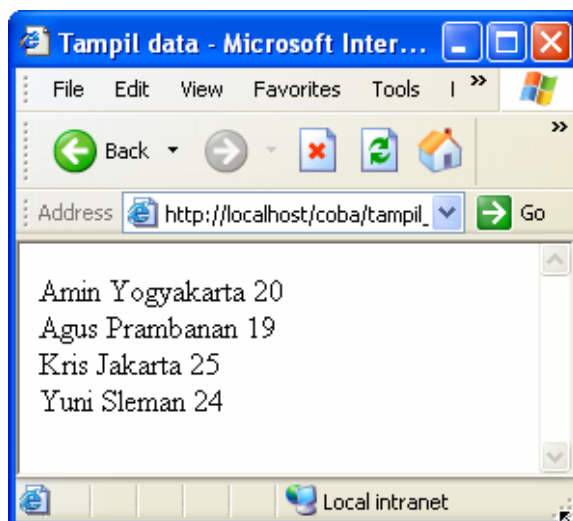 Tampil data - Microsoft Inter...
File Edit View Favorites Tools »
Back »
Address http://localhost/coba/tampil_ Go
Amin Yogyakarta 20
Agus Prambanan 19
Kris Jakarta 25
Yuni Sleman 24
Local intranet